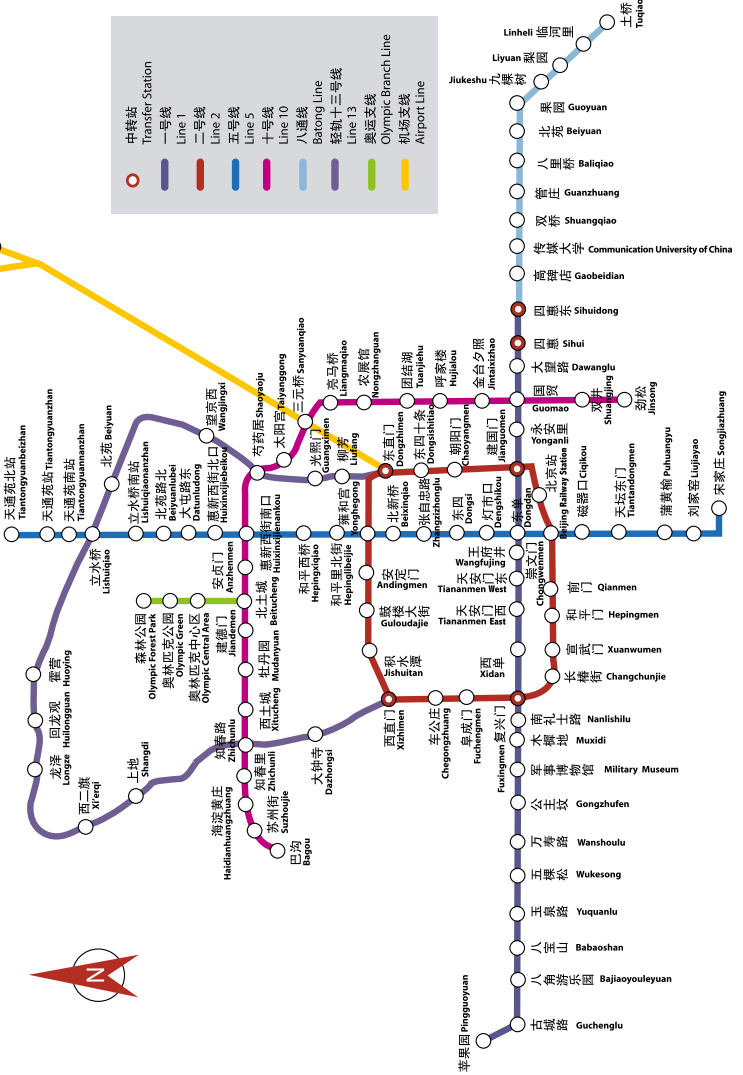 中转站
Transfer Station
一号线
Line 1
二号线
Line 2
五号线
Line 5
十号线
Line 10
八通线
Batong Line
轻轨十三号线
Line 13
奥运支线
Olympic Branch Line
机场支线
Airport Line
土桥
Tuqiao
Linheli 临河里
Liyuan 梨园
Jiukeshu 九棵树
果园 Guoyuan
北苑 Beiyuan
八里桥 Baliqiao
管庄 Guanzhuang
双桥 Shuangqiao
传媒大学 Communication University of China
高碑店 Gaobeidian
四惠东 Sihuidong
四惠 Sihui
大望路 Dawanglu
国贸
Guomao
双井
Shuangjing
劲松
Jinsong
永安里
Yonganli
建国门
Jianguomen
北京站
Beijing Railway Station
东单
Dongdan
崇文门
Chongwenmen
王府井
Wangfujing
天安门东
Tiananmen West
天安门西
Tiananmen East
西单
Xidan
复兴门
Fuxingmen
南礼士路 Nanlishilu
木樨地 Muxidi
军事博物馆 Military Museum
公主坟 Gongzhufen
万寿路 Wanshoulu
五棵松 Wukesong
玉泉路 Yuquanlu
八宝山 Babaoshan
八角游乐园 Bajiaoyouleyuan
古城路 Guchenglu
苹果园 Pingguoyuan
前门 Qianmen
和平门 Hepingmen
宣武门 Xuanwumen
长椿街 Changchunjie
阜成门
Fuchengmen
车公庄
Chegongzhuang
西直门
Xizhimen
积水潭
Jishuitan
鼓楼大街
Guloudajie
安定门
Andingmen
雍和宫
Yonghegong
东直门
Dongzhimen
东四十条
Dongsishitiao
朝阳门
Chaoyangmen
天通苑北站
Tiantongyuanbeizhan
天通苑站 Tiantongyuanzhan
天通苑南站
Tiantongyuannanzhan
立水桥
Lishuiqiao
立水桥南站
Lishuiqiaonanzhan
北苑路北
Beiyuanlubei
大屯路东
Datunludong
惠新西街北口
Huixinxijiebeikou
惠新西街南口
Huixinxijienankou
和平西桥
Hepingxiqiao
和平里北街
Hepinglibeijie
北新桥
Beixinqiao
张自忠路
Zhangzizhonglu
东四
Dongsi
灯市口
Dengshikou
磁器口 Ciqikou
天坛东门
Tiantandongmen
蒲黄榆 Puhuangyu
刘家窑 Liujiayao
宋家庄 Songjiazhuang
巴沟
Bagou
苏州街
Suzhoujie
海淀黄庄
Haidianhuangzhuang
知春里
Zhichunli
知春路
Zhichunlu
西土城
Xitucheng
牡丹园
Mudanyuan
建德门
Jiandemen
北土城
Beitucheng
安贞门
Anzhenmen
芍药居 Shaoyaoju
太阳宫 Taiyanggong
三元桥 Sanyuanqiao
亮马桥
Liangmaqiao
农展馆
Nongzhanguan
团结湖
Tuanjiehu
呼家楼
Hujialou
金台夕照
Jintaixizhao
大钟寺
Dazhongsi
上地
Shangdi
西二旗
Xi'erqi
龙泽
Longze
回龙观
Huilongguan
霍营
Huoying
北苑 Beiyuan
望京西
Wangjingxi
光熙门
Guangximen
柳芳
Liufang
森林公园
Olympic Forest Park
奥林匹克公园
Olympic Green
奥林匹克中心区
Olympic Central Area
N